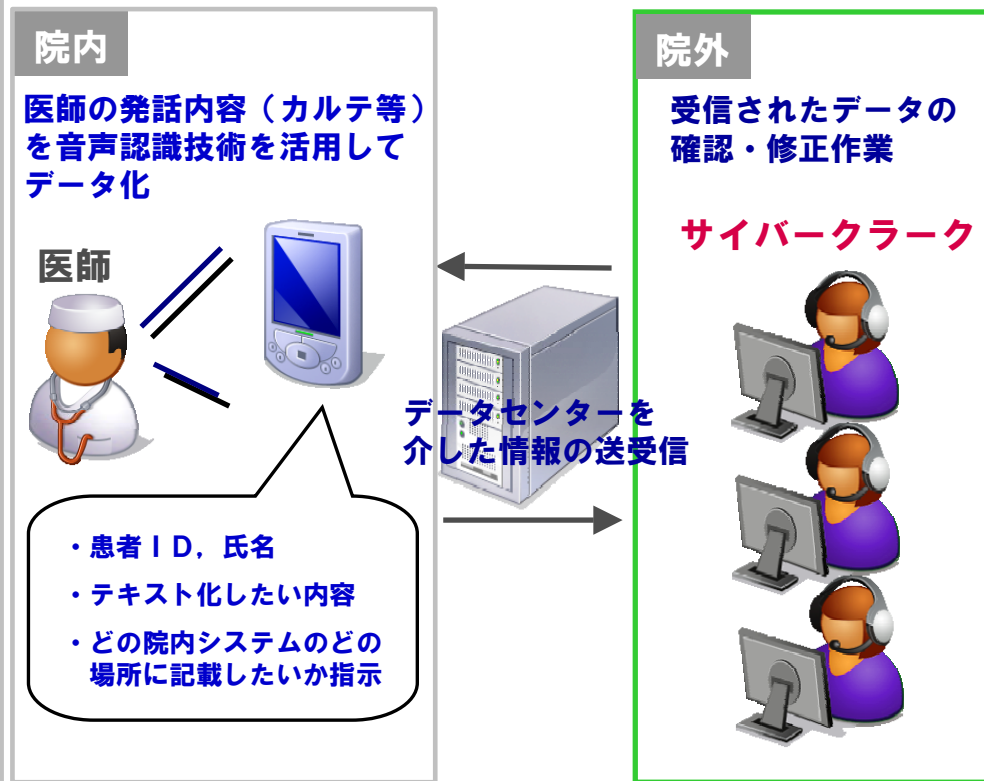 院内
医師の発話内容（カルテ等）
を音声認識技術を活用して
データ化
医師
・患者ＩＤ，氏名
・テキスト化したい内容
・どの院内システムのどの
場所に記載したいか指示
データセンターを
介した情報の送受信
院外
受信されたデータの
確認・修正作業
サイバークラーク